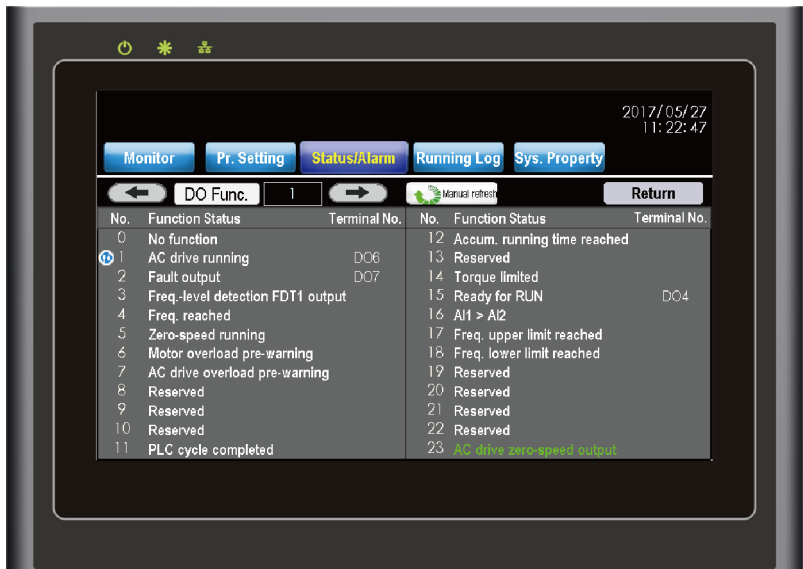 2017/05/27
11:22:47
Monitor Pr. Setting Status/Alarm Running Log Sys. Property
DO Func. 1 Manual refresh Return
No. Function Status Terminal No. No. Function Status Terminal No.
0 No function 12 Accum. running time reached
1 AC drive running DO6 13 Reserved
2 Fault output DO7 14 Torque limited
3 Freq.-level detection FDT1 output 15 Ready for RUN DO4
4 Freq. reached 16 AI1 > AI2
5 Zero-speed running 17 Freq. upper limit reached
6 Motor overload pre-warning 18 Freq. lower limit reached
7 AC drive overload pre-warning 19 Reserved
8 Reserved 20 Reserved
9 Reserved 21 Reserved
10 Reserved 22 Reserved
11 PLC cycle completed 23 AC drive zero-speed output